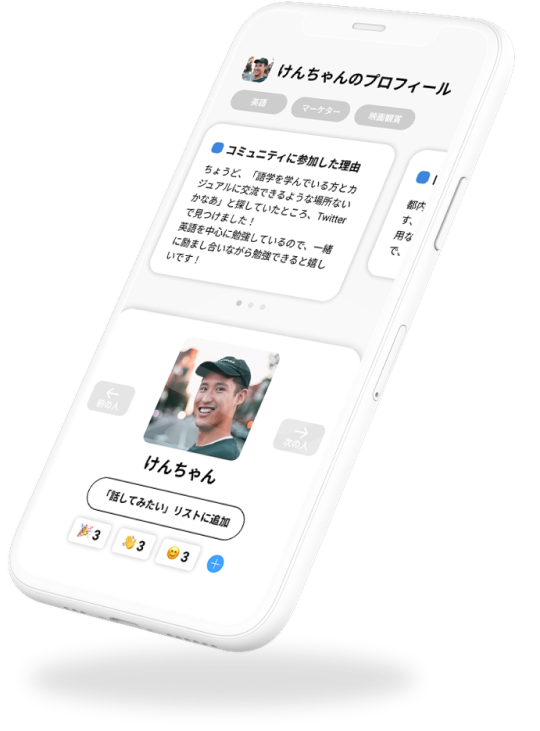 けんちゃんのプロフィール
英語
マーケター
映画観賞
コミュニティに参加した理由
ちょうど、「語学を学んでいる方とカ
ジュアルに交流できるような場所ない
かなあ」と探していたところ、Twitter
で見つけました！
英語を中心に勉強しているので、一緒
に励まし合いながら勉強できると嬉し
いです！
都内
す、
用な
で、
前の人
次の人
けんちゃん
「話してみたい」リストに追加
🎉 3
👋 3
😊 3